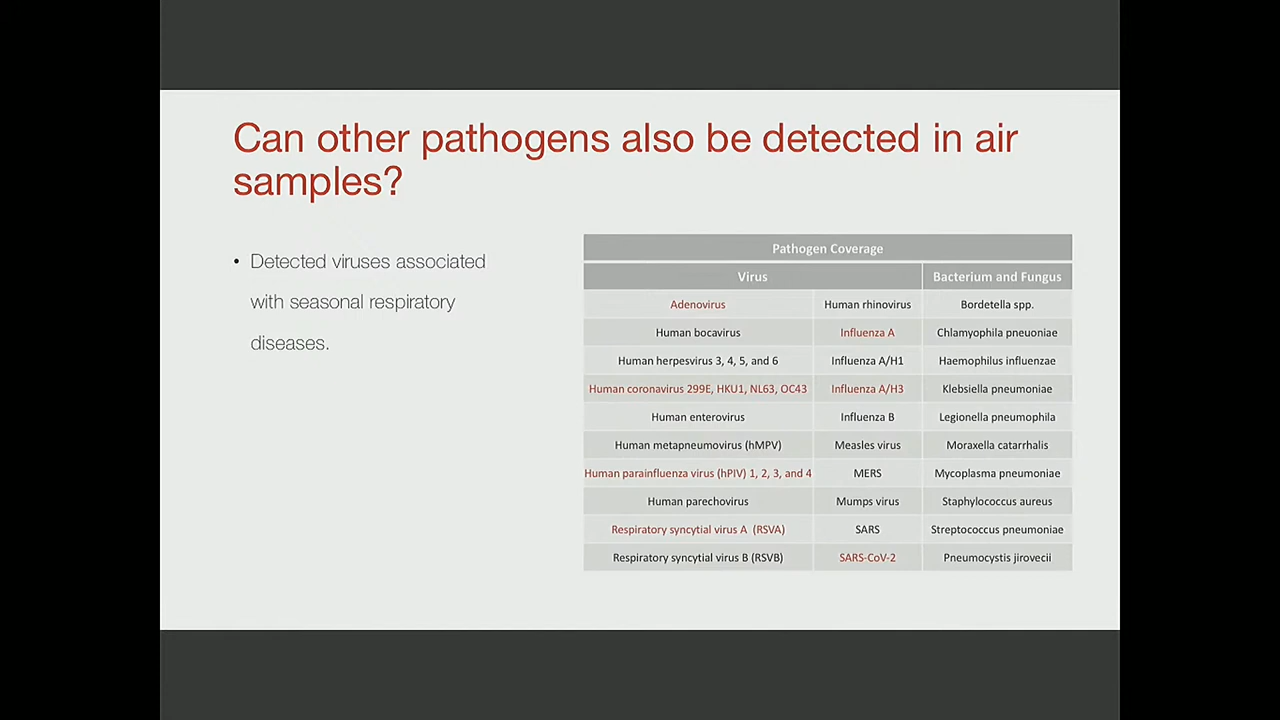 Can other pathogens also be detected in air
samples?
• Detected viruses associated
with seasonal respiratory
diseases.
Pathogen Coverage
Virus Bacterium and Fungus
Adenovirus Human rhinovirus Bordetella spp.
Human bocavirus Influenza A Chlamyophila pneuoniae
Human herpesvirus 3, 4, 5, and 6 Influenza A/H1 Haemophilus influenzae
Human coronavirus 299E, HKU1, NL63, OC43 Influenza A/H3 Klebsiella pneumoniae
Human enterovirus Influenza B Legionella pneumophila
Human metapneumovirus (hMPV) Measles virus Moraxella catarrhalis
Human parainfluenza virus (hPIV) 1, 2, 3, and 4 MERS Mycoplasma pneumoniae
Human parechovirus Mumps virus Staphylococcus aureus
Respiratory syncytial virus A (RSVA) SARS Streptococcus pneumoniae
Respiratory syncytial virus B (RSVB) SARS-CoV-2 Pneumocystis jirovecii